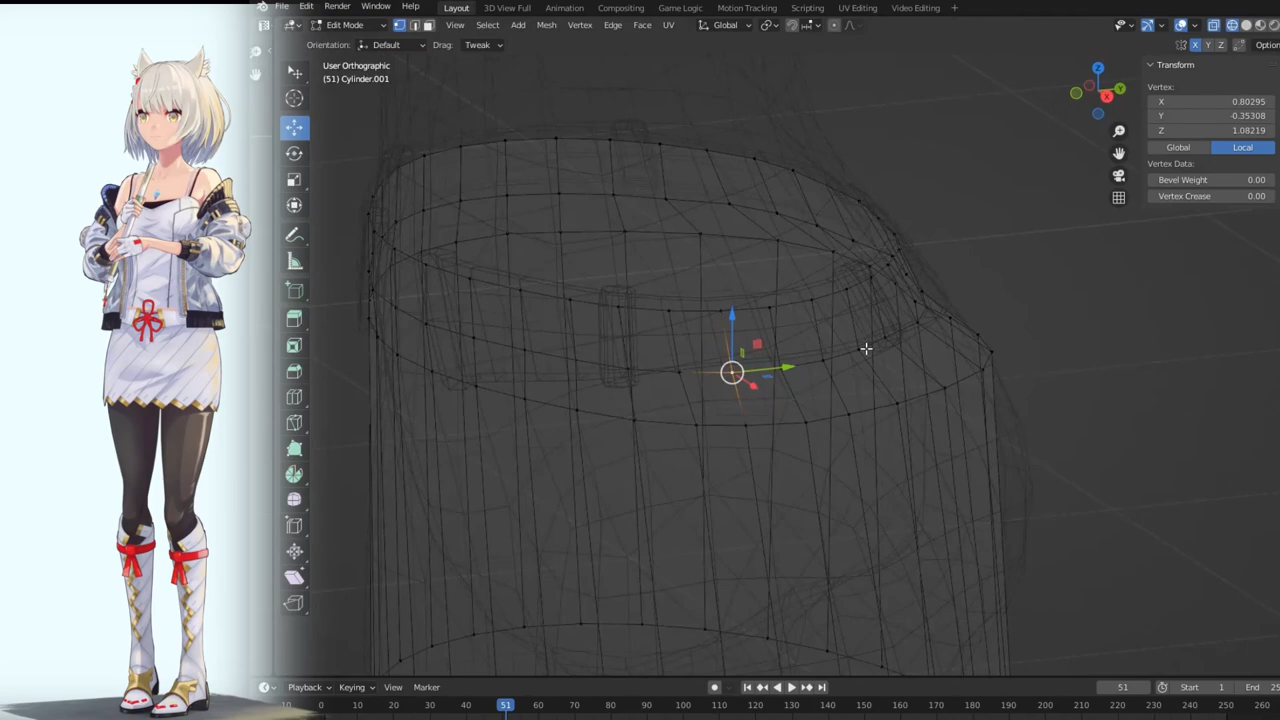 File Edit Render Window Help Layout 3D View Full Animation Compositing Game Logic Motion Tracking Scripting UV Editing Video Editing +
Edit Mode View Select Add Mesh Vertex Edge Face UV Global
Orientation: Default Drag: Tweak X Y Z
User Orthographic
(51) Cylinder.001
Z
Y
X
Transform
Vertex:
X 0.80295
Y -0.35308
Z 1.08219
Global Local
Vertex Data:
Bevel Weight 0.00
Vertex Crease 0.00
Playback Keying View Marker 51 Start 1 End
0 10 20 30 40 51 60 70 80 90 100 110 120 130 140 150 160 170 180 190 200 210 220 230 240 250 260